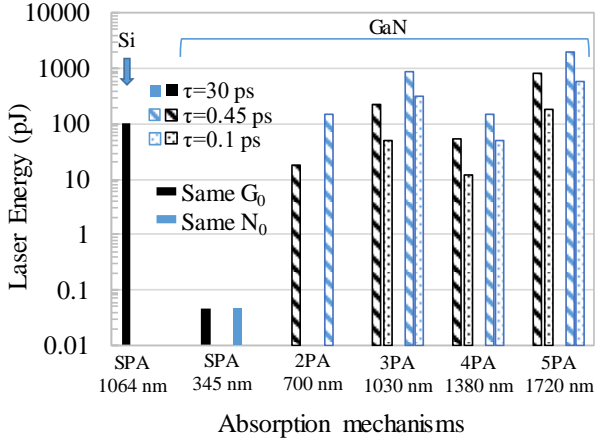 GaN
Si
10000
1000
100
10
1
0.1
0.01
Laser Energy (pJ)
τ=30 ps
τ=0.45 ps
τ=0.1 ps
Same G₀
Same N₀
SPA SPA 2PA 3PA 4PA 5PA
1064 nm 345 nm 700 nm 1030 nm 1380 nm 1720 nm
Absorption mechanisms